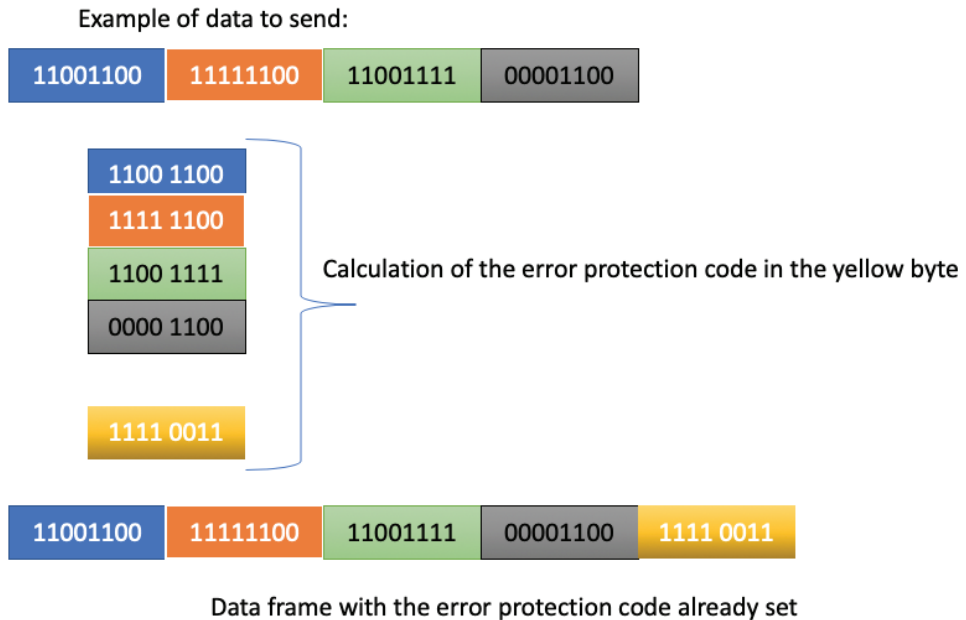 Example of data to send:
11001100 11111100 11001111 00001100
1100 1100
1111 1100
1100 1111
0000 1100
Calculation of the error protection code in the yellow byte
1111 0011
11001100 11111100 11001111 00001100 1111 0011
Data frame with the error protection code already set